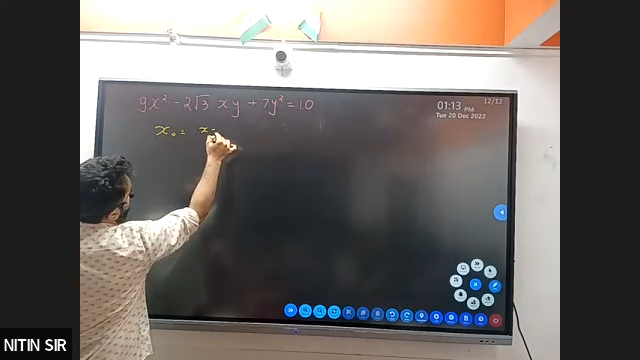 9x² - 2√3 xy + 7y² = 10
01:13 PM
12/12
Tue 20 Dec 2022
x₀ = x
NITIN SIR